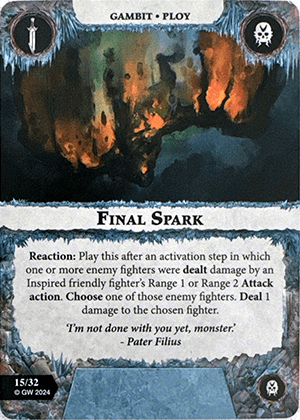 GAMBIT • PLOY
FINAL SPARK
Reaction: Play this after an activation step in which
one or more enemy fighters were dealt damage by an
Inspired friendly fighter's Range 1 or Range 2 Attack
action. Choose one of those enemy fighters. Deal 1
damage to the chosen fighter.
'I'm not done with you yet, monster.'
- Pater Filius
15/32
© GW 2024